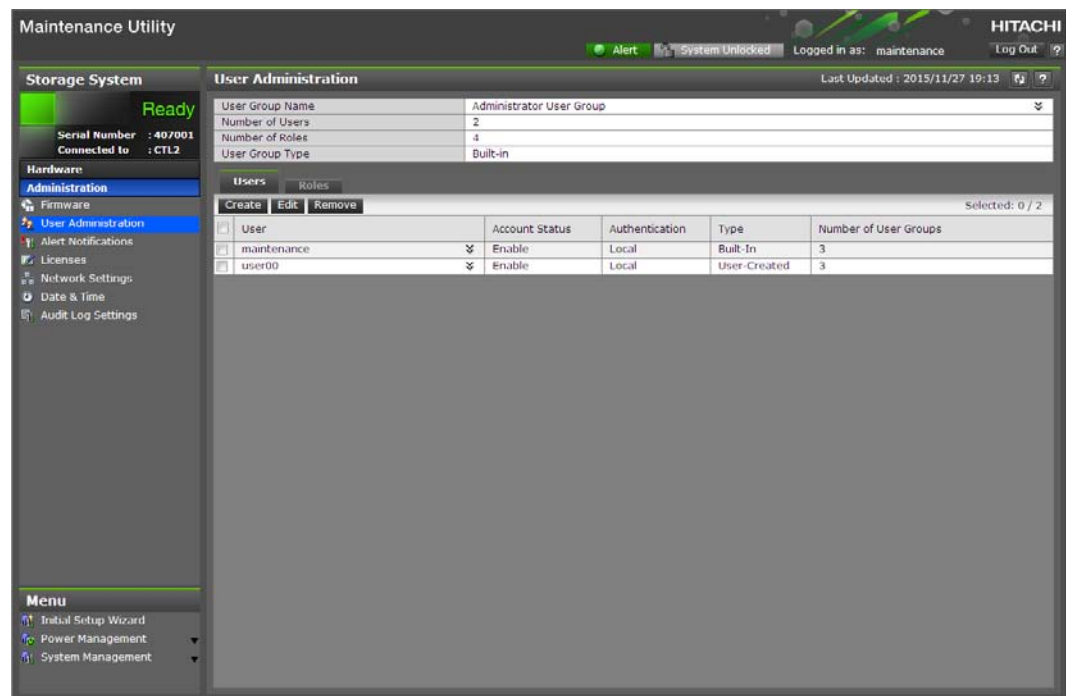 Maintenance Utility
HITACHI
Alert System Unlocked Logged in as: maintenance Log Out ?
Storage System
Ready
Serial Number : 407001
Connected to : CTL2
Hardware
Administration
Firmware
User Administration
Alert Notifications
Licenses
Network Settings
Date & Time
Audit Log Settings
Menu
Initial Setup Wizard
Power Management
System Management
User Administration Last Updated : 2015/11/27 19:13 ?
User Group Name Administrator User Group
Number of Users 2
Number of Roles 4
User Group Type Built-in
Users Roles
Create Edit Remove Selected: 0 / 2
User Account Status Authentication Type Number of User Groups
maintenance Enable Local Built-In 3
user00 Enable Local User-Created 3